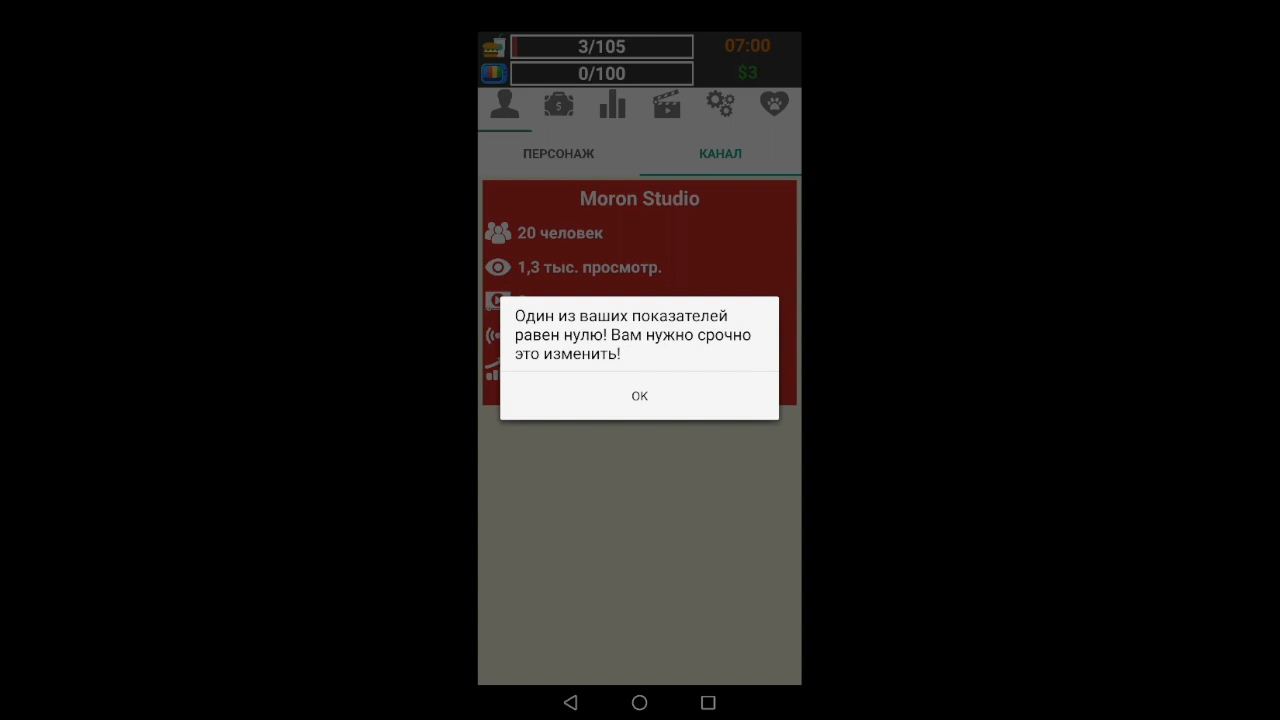 3/105
07:00
0/100
$3
ПЕРСОНАЖ
КАНАЛ
Moron Studio
20 человек
1,3 тыс. просмотр.
Один из ваших показателей
равен нулю! Вам нужно срочно
это изменить!
ОК